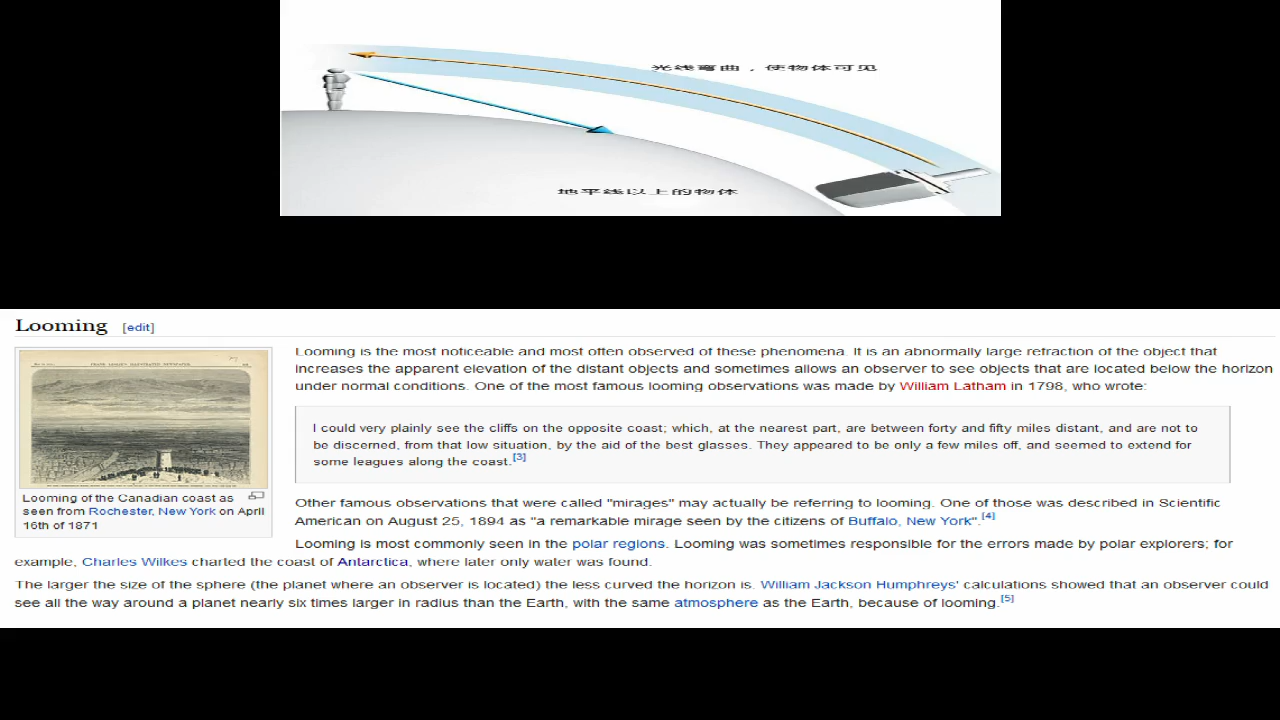 光线弯曲，使物体可见
地平线以上的物体
Looming [edit]
Looming of the Canadian coast as
seen from Rochester, New York on April
16th of 1871
Looming is the most noticeable and most often observed of these phenomena. It is an abnormally large refraction of the object that
increases the apparent elevation of the distant objects and sometimes allows an observer to see objects that are located below the horizon
under normal conditions. One of the most famous looming observations was made by William Latham in 1798, who wrote:
I could very plainly see the cliffs on the opposite coast; which, at the nearest part, are between forty and fifty miles distant, and are not to
be discerned, from that low situation, by the aid of the best glasses. They appeared to be only a few miles off, and seemed to extend for
some leagues along the coast.[3]
Other famous observations that were called "mirages" may actually be referring to looming. One of those was described in Scientific
American on August 25, 1894 as "a remarkable mirage seen by the citizens of Buffalo, New York".[4]
Looming is most commonly seen in the polar regions. Looming was sometimes responsible for the errors made by polar explorers; for
example, Charles Wilkes charted the coast of Antarctica, where later only water was found.
The larger the size of the sphere (the planet where an observer is located) the less curved the horizon is. William Jackson Humphreys' calculations showed that an observer could
see all the way around a planet nearly six times larger in radius than the Earth, with the same atmosphere as the Earth, because of looming.[5]